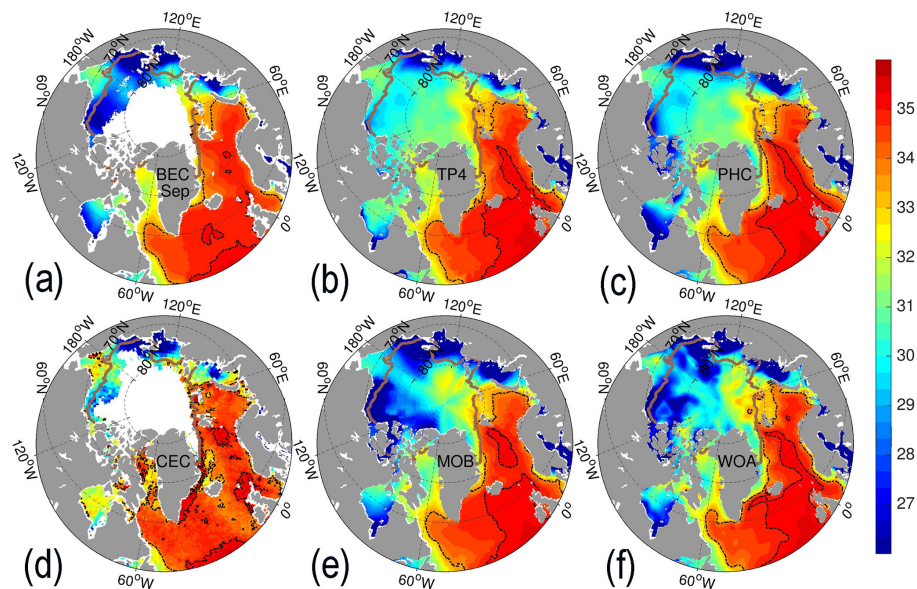 120°E
180°W
70°N
80°N
60°E
60°N
120°W
BEC
Sep
0°
(a)
60°W
120°E
180°W
70°N
80°N
60°E
60°N
120°W
TP4
0°
(b)
60°W
120°E
180°W
70°N
80°N
60°E
60°N
120°W
PHC
0°
(c)
60°W
35
34
33
32
31
30
29
28
27
120°E
180°W
70°N
80°N
60°E
60°N
120°W
CEC
0°
(d)
60°W
120°E
180°W
70°N
80°N
60°E
60°N
120°W
MOB
0°
(e)
60°W
120°E
180°W
70°N
80°N
60°E
60°N
120°W
WOA
0°
(f)
60°W